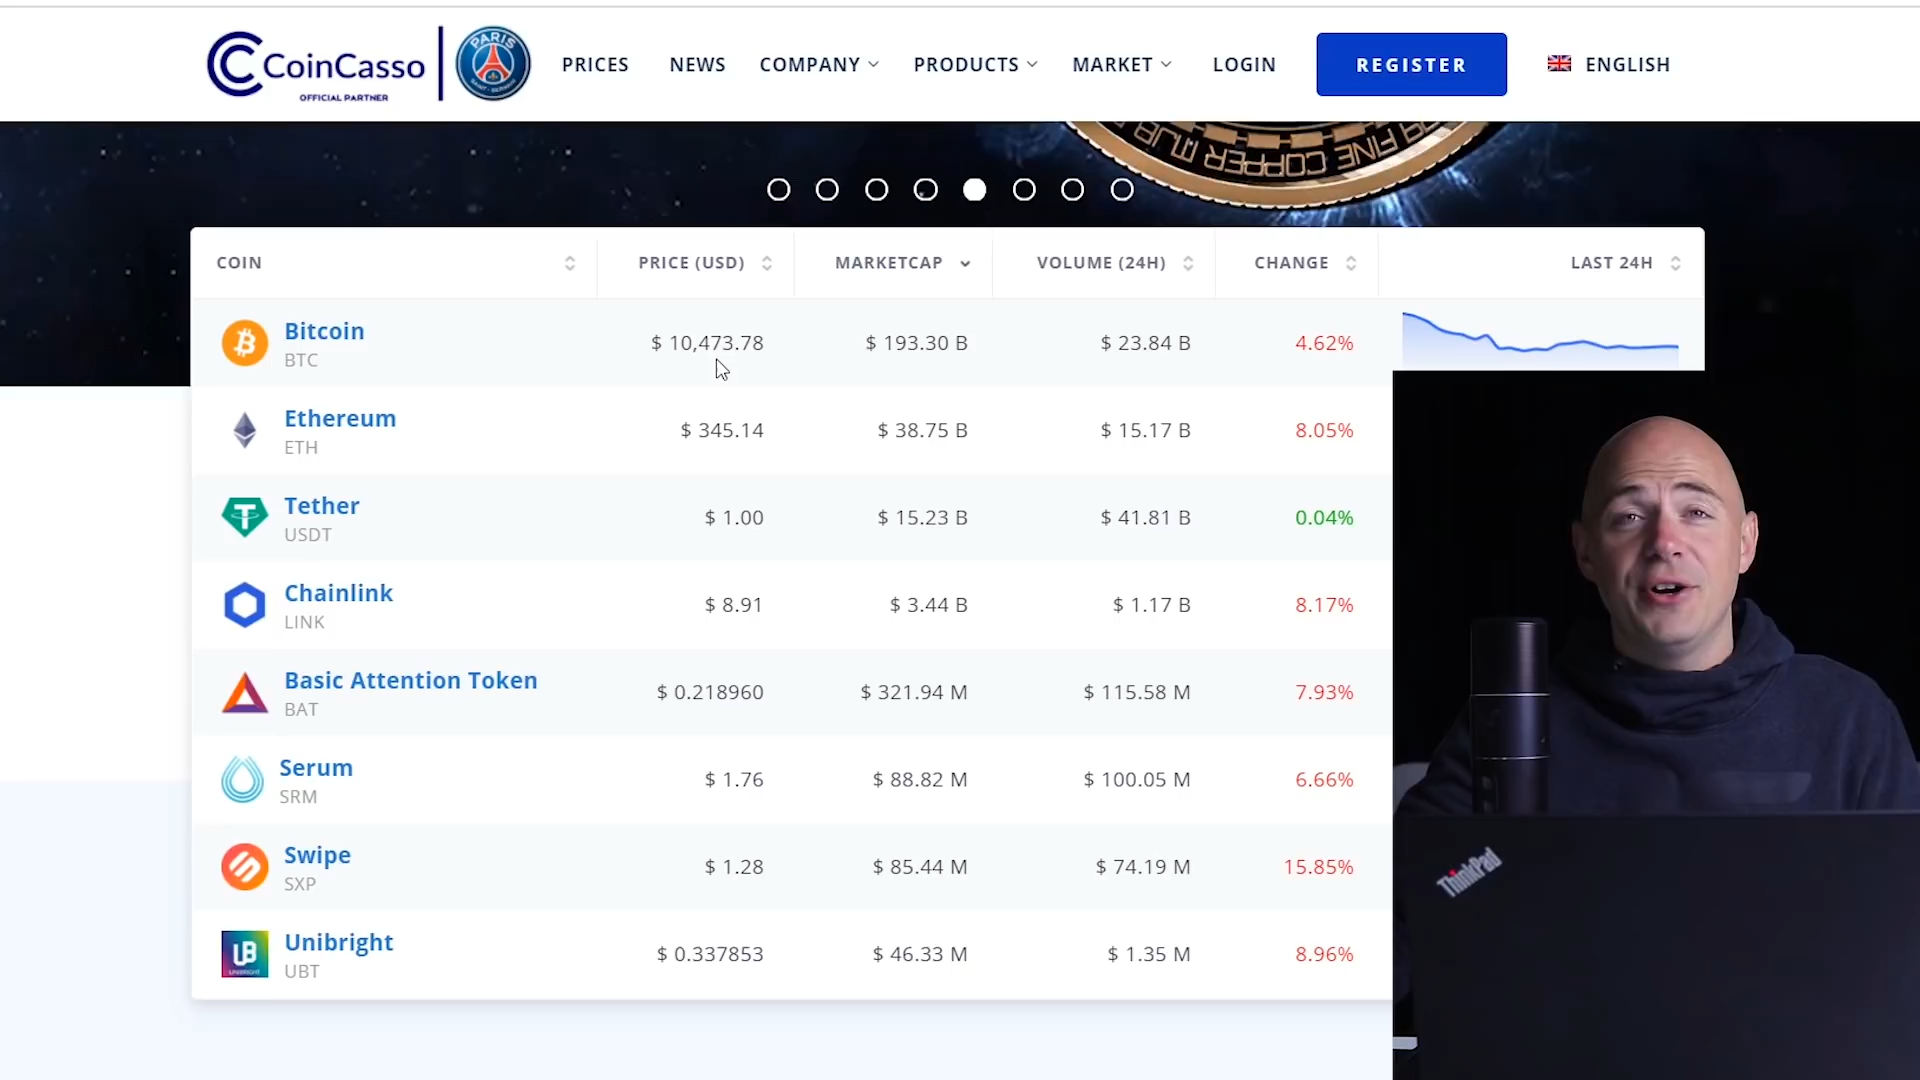 CoinCasso
OFFICIAL PARTNER
PARIS
PRICES NEWS COMPANY PRODUCTS MARKET LOGIN REGISTER ENGLISH
FINE COPPER
COIN PRICE (USD) MARKETCAP VOLUME (24H) CHANGE LAST 24H
Bitcoin
BTC
$ 10,473.78 $ 193.30 B $ 23.84 B 4.62%
Ethereum
ETH
$ 345.14 $ 38.75 B $ 15.17 B 8.05%
Tether
USDT
$ 1.00 $ 15.23 B $ 41.81 B 0.04%
Chainlink
LINK
$ 8.91 $ 3.44 B $ 1.17 B 8.17%
Basic Attention Token
BAT
$ 0.218960 $ 321.94 M $ 115.58 M 7.93%
Serum
SRM
$ 1.76 $ 88.82 M $ 100.05 M 6.66%
Swipe
SXP
$ 1.28 $ 85.44 M $ 74.19 M 15.85%
UB
UNIBRIGHT
Unibright
UBT
$ 0.337853 $ 46.33 M $ 1.35 M 8.96%
ThinkPad